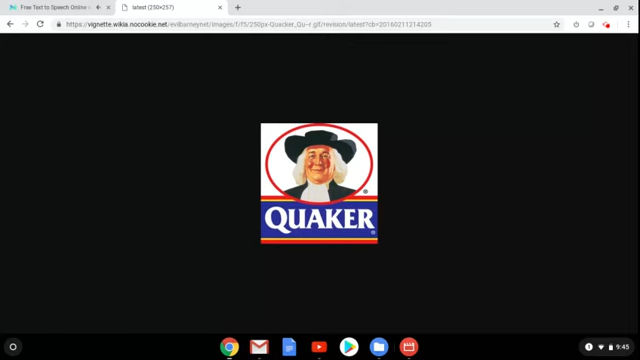 Free Text to Speech Online w
latest (250×257)
https://vignette.wikia.nocookie.net/evilbarneynet/images/f/f5/250px-Quacker_Qu--r.gif/revision/latest?cb=20160211214205
QUAKER
9:45